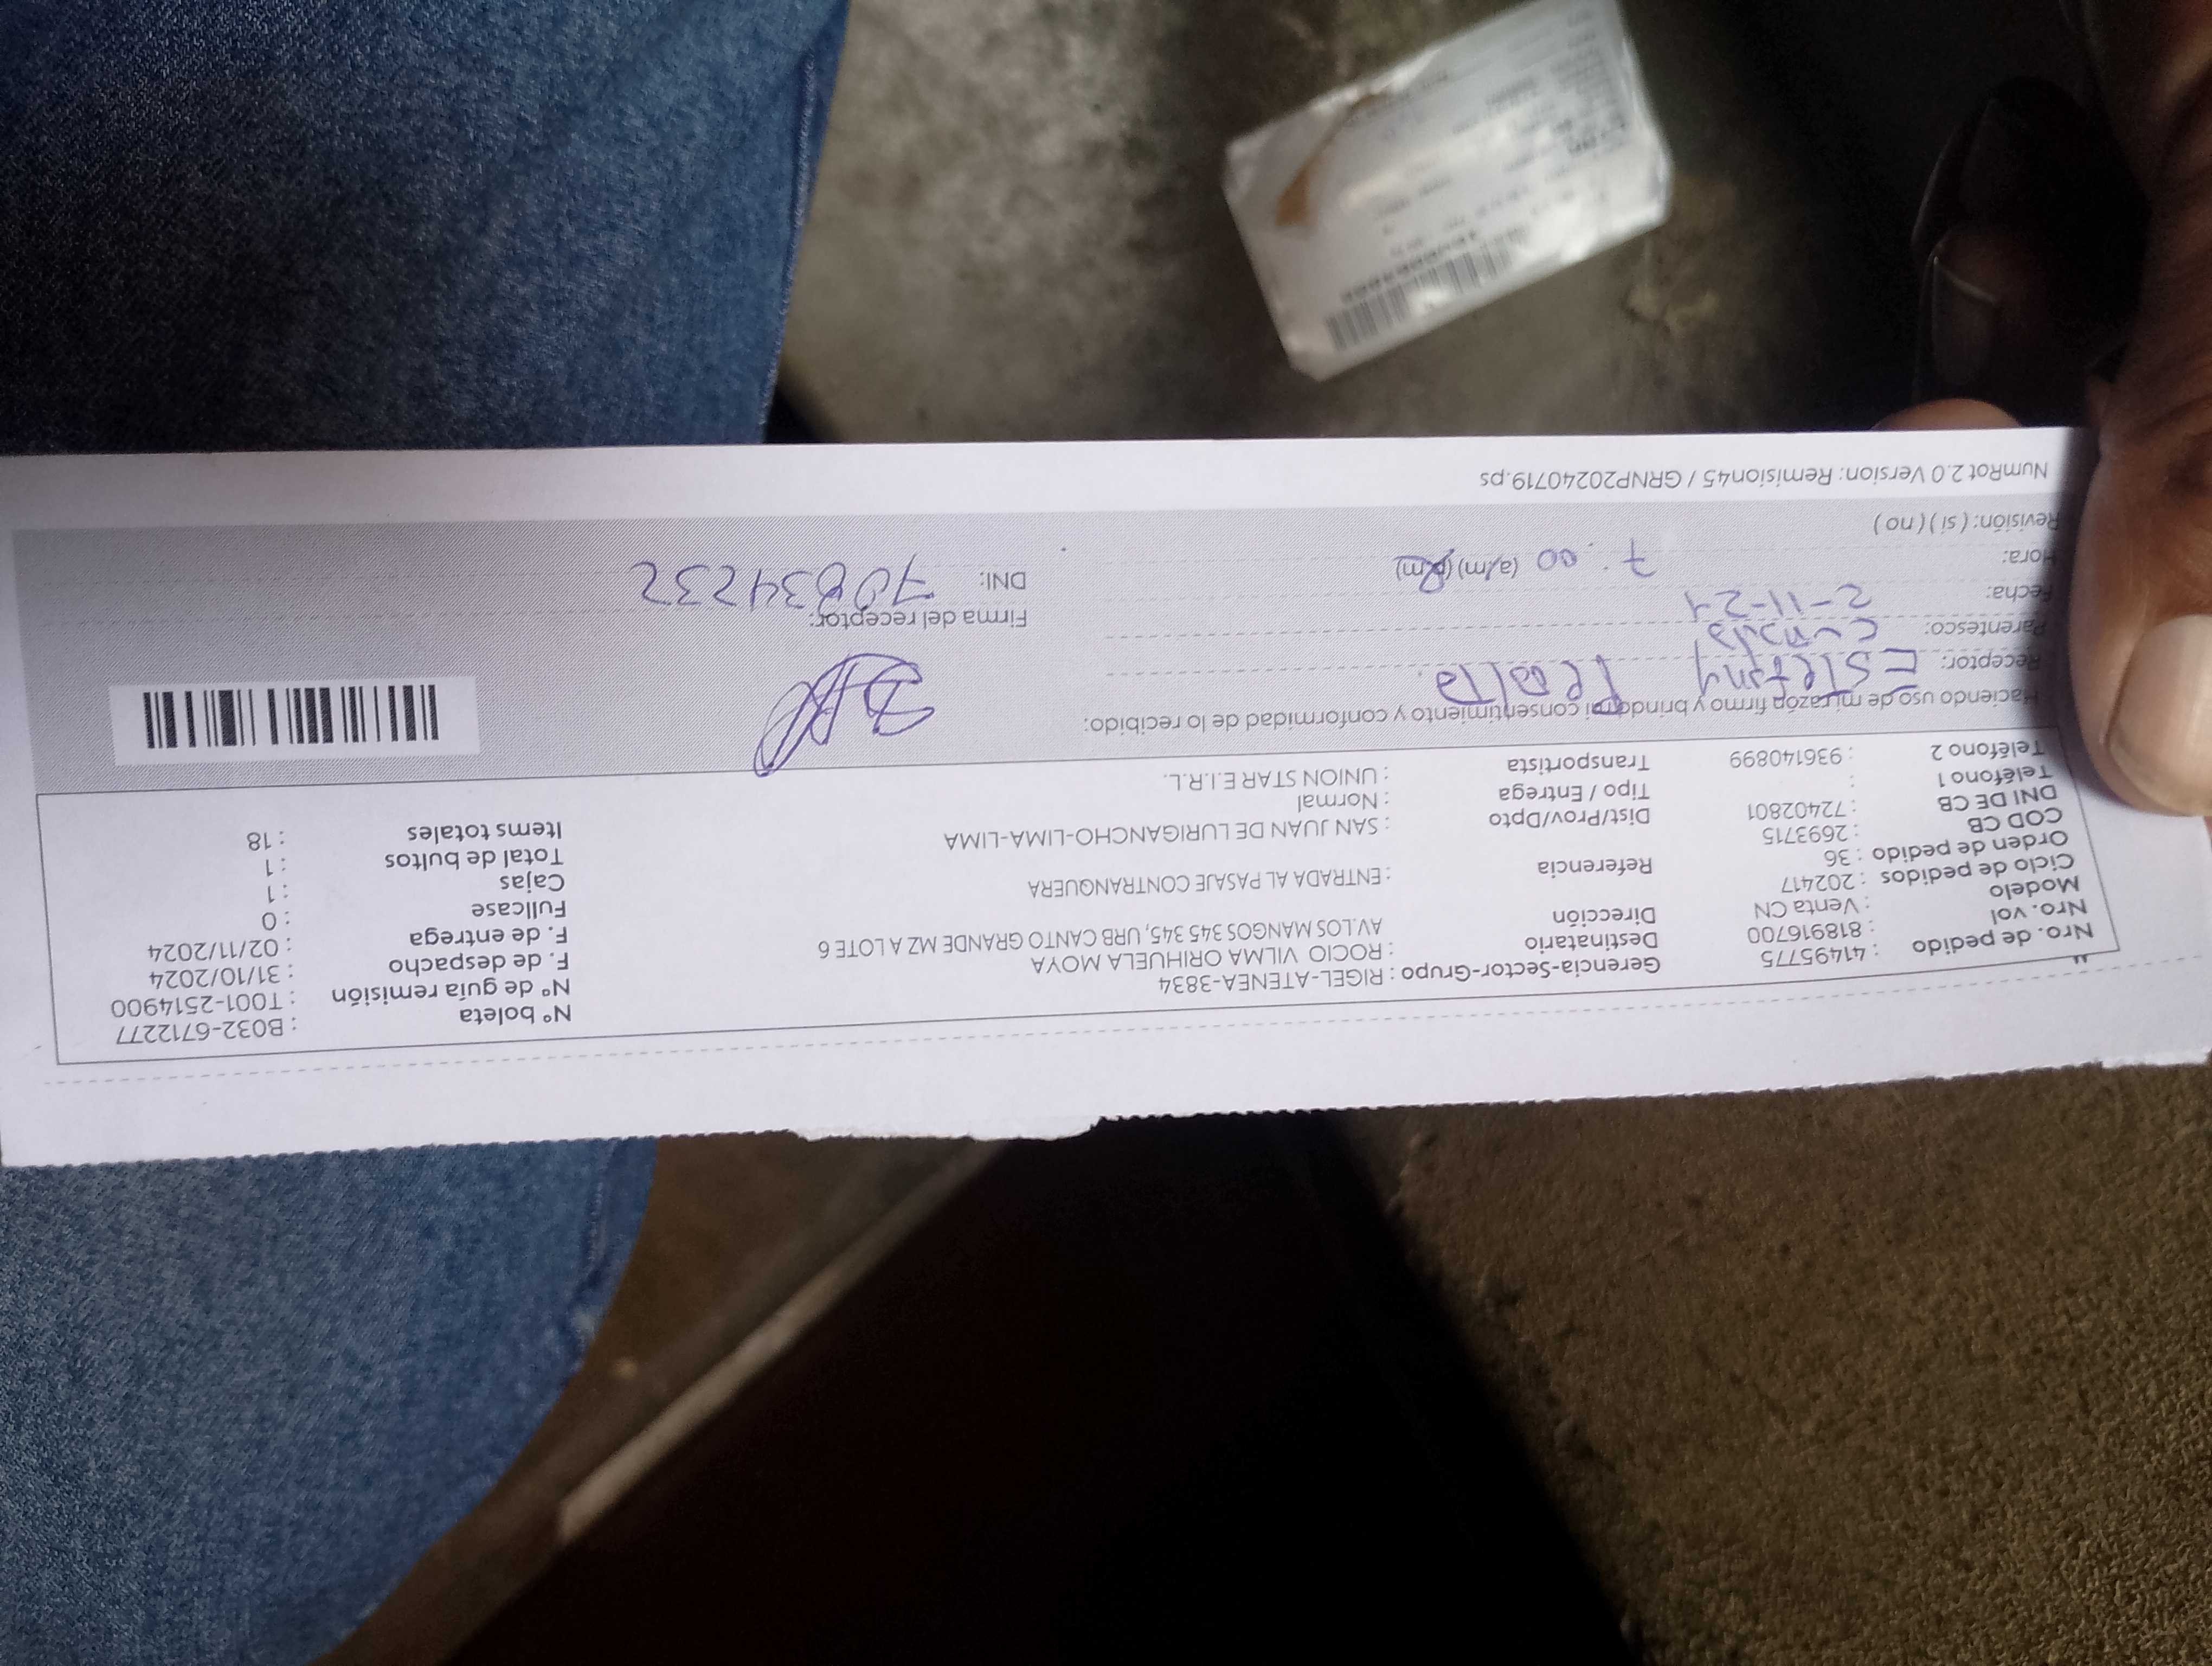 Nro. de pedido : 41495775
Nro. vol : 818916700
Modelo : Venta CN
Ciclo de pedidos : 202417
Orden de pedido : 36
COD CB : 2693715
DNI DE CB : 72402801
Teléfono 1 :
Teléfono 2 : 936140899
Gerencia-Sector-Grupo : RIGEL-ATENEA-3834
Destinatario : ROCIO VILMA ORIHUELA MOYA
Dirección AV.LOS MANGOS 345 345, URB CANTO GRANDE MZ A LOTE 6
Referencia : ENTRADA AL PASAJE CONTRANQUERA
Dist/Prov/Dpto : SAN JUAN DE LURIGANCHO-LIMA-LIMA
Tipo / Entrega : Normal
Transportista : UNION STAR E.I.R.L.
N° boleta : B032-6712277
N° de guía remisión : T001-2514900
F. de despacho : 31/10/2024
F. de entrega : 02/11/2024
Fullcase : 0
Cajas : 1
Total de bultos : 1
Items totales : 18
Haciendo uso de mi razón firmo y brindo mi consentimiento y conformidad de lo recibido:
Receptor: Estefany Peralta
Parentesco:
Fecha: 2-11-24
Hora: 7:00 (a/m) (p/m)
Revisión: ( si ) ( no )
Firma del receptor:
DNI: 70834232
NumRot 2.0 Version: Remision45 / GRNP20240719.ps